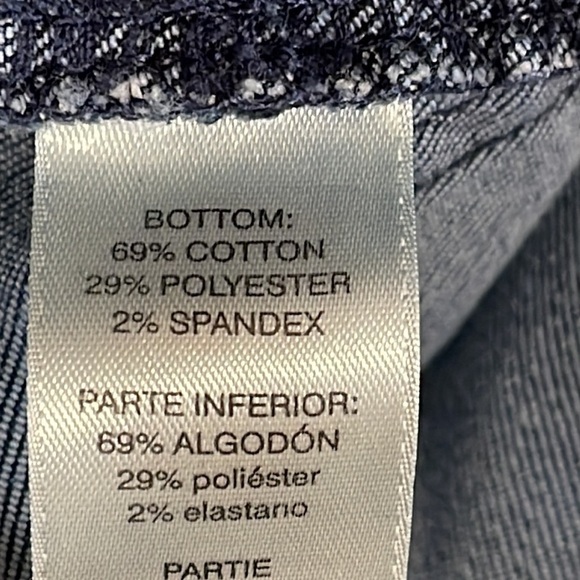 BOTTOM:
69% COTTON
29% POLYESTER
2% SPANDEX
PARTE INFERIOR:
69% ALGODÓN
29% poliéster
2% elastano
PARTIE